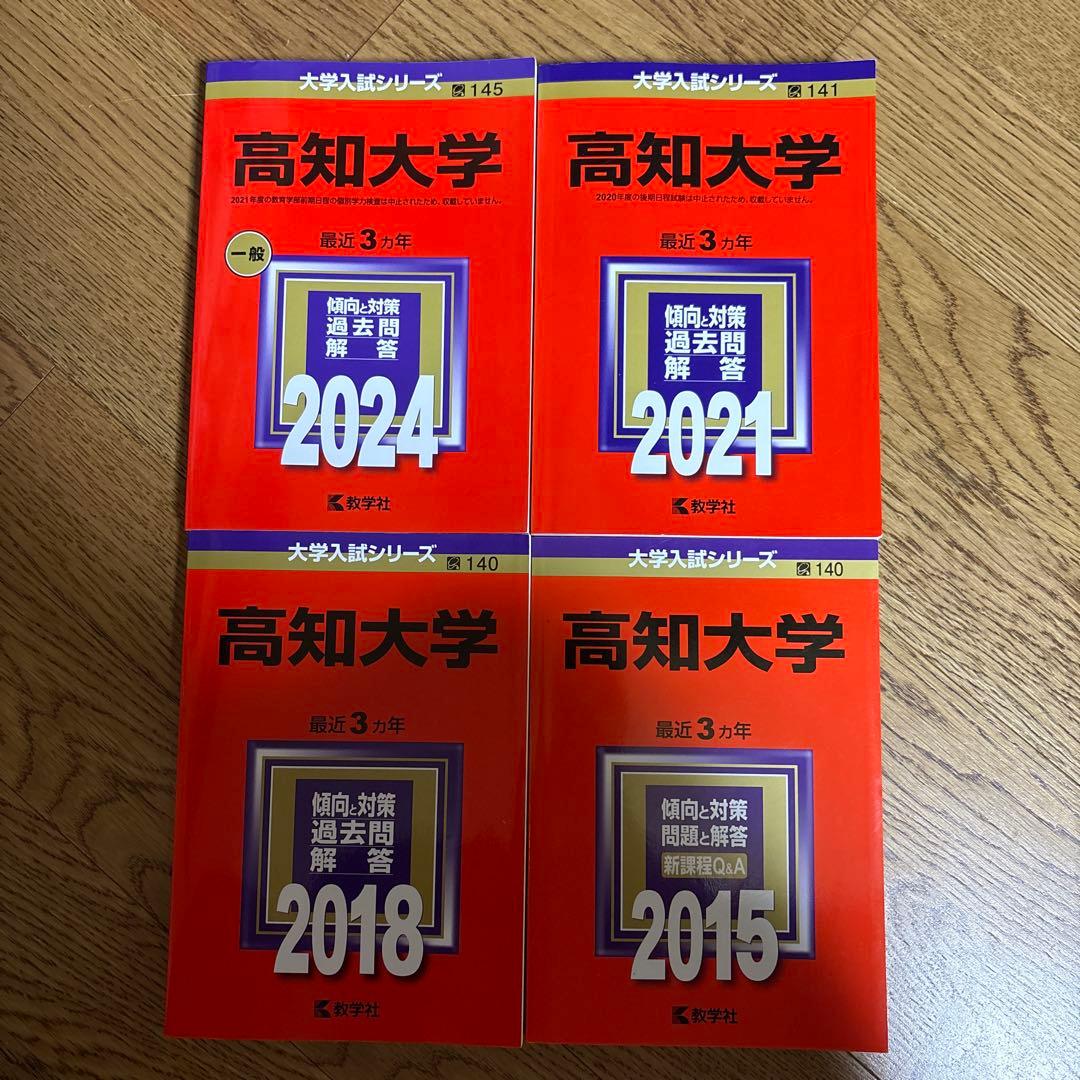 大学入試シリーズ
145
高知大学
2021年度の教育学部前期日程の個別学力検査は中止されたため、収載していません。
最近3カ年
一般
傾向と対策
過去問
解答
2024
教学社
大学入試シリーズ
141
高知大学
2020年度の後期日程試験は中止されたため、収載していません。
最近3カ年
傾向と対策
過去問
解答
2021
教学社
大学入試シリーズ
140
高知大学
最近3カ年
傾向と対策
過去問
解答
2018
教学社
大学入試シリーズ
140
高知大学
最近3カ年
傾向と対策
問題と解答
新課程Q&A
2015
教学社